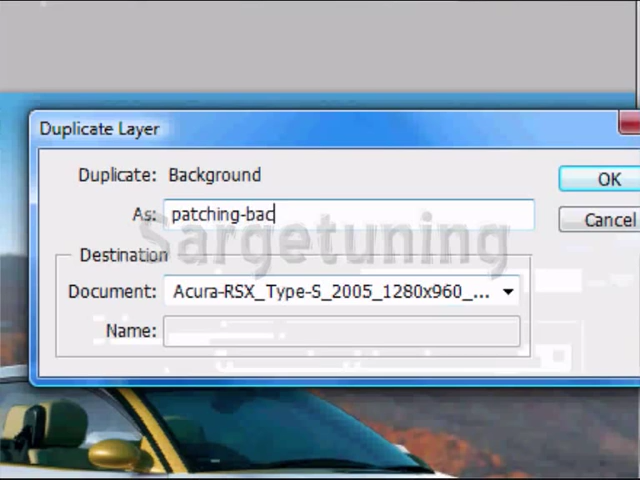 Duplicate Layer
Duplicate: Background
OK
As: patching-bac
Cancel
Sargetuning
Destination
Document: Acura-RSX_Type-S_2005_1280x960_...
Name: